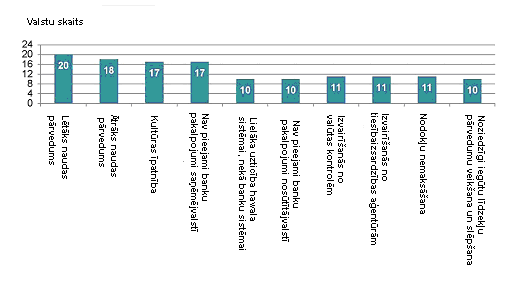 Valstu skaits
24
20
16
12
8
4
0
20
18
17
17
10
10
11
11
11
10
Lētāks naudas
pārvedums
Ātrāks naudas
pārvedums
Kultūras īpatnība
Nav pieejami banku
pakalpojumi saņēmējvalstī
Lielāka uzticība hawala
sistēmai, nekā banku sistēmai
Nav pieejami banku
pakalpojumi nosūtītājvalstī
Izvairīšanās no
valūtas kontrolēm
Izvairīšanās no
tiesībaizsardzības aģentūrām
Nodokļu nemaksāšana
Noziedzīgi iegūtu līdzekļu
pārvedumu veikšana un slēpšana